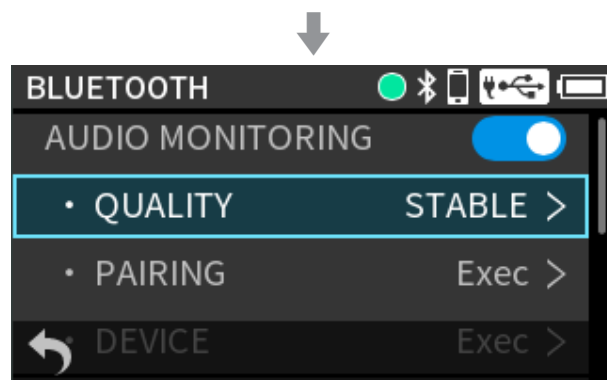 BLUETOOTH
AUDIO MONITORING
• QUALITY STABLE >
• PAIRING Exec >
• DEVICE Exec >